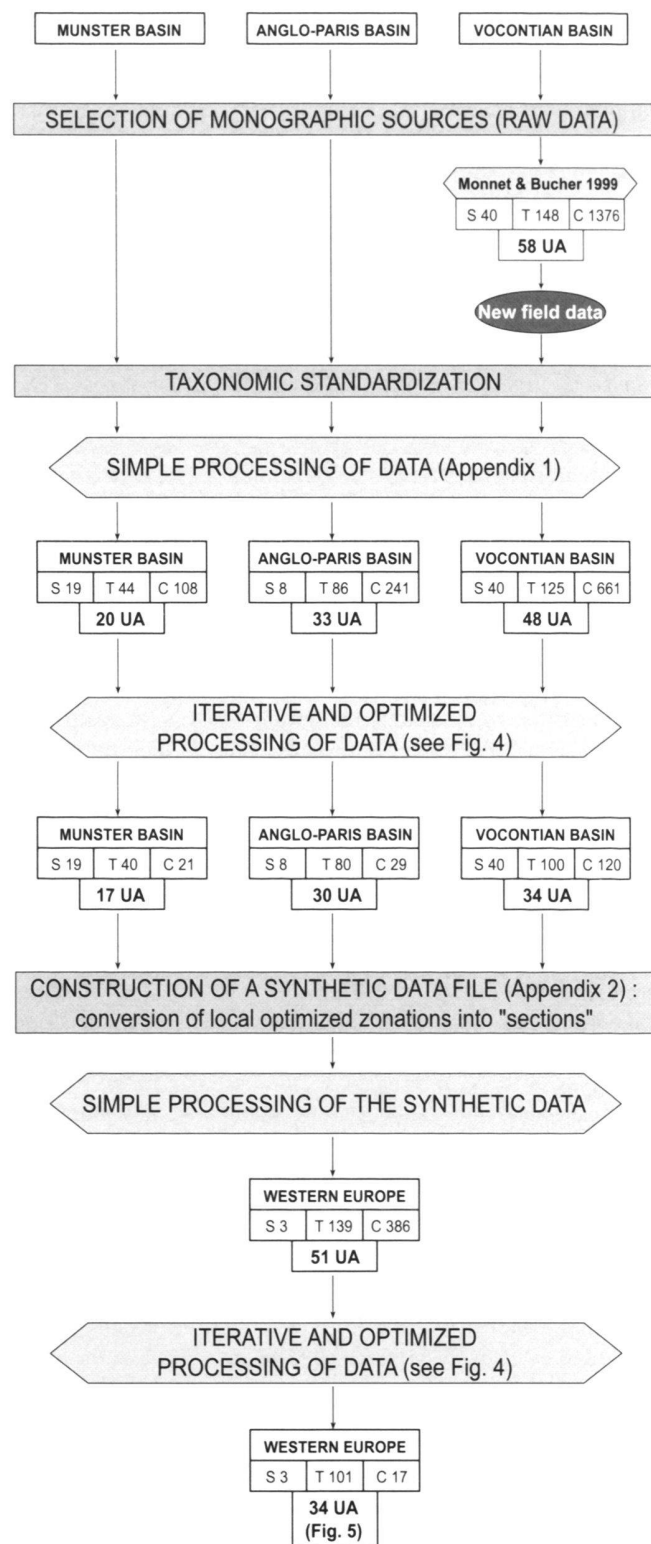 MUNSTER BASIN
ANGLO-PARIS BASIN
VOCONTIAN BASIN
SELECTION OF MONOGRAPHIC SOURCES (RAW DATA)
Monnet & Bucher 1999
S 40 T 148 C 1376
58 UA
New field data
TAXONOMIC STANDARDIZATION
SIMPLE PROCESSING OF DATA (Appendix 1)
MUNSTER BASIN
S 19 T 44 C 108
20 UA
ANGLO-PARIS BASIN
S 8 T 86 C 241
33 UA
VOCONTIAN BASIN
S 40 T 125 C 661
48 UA
ITERATIVE AND OPTIMIZED
PROCESSING OF DATA (see Fig. 4)
MUNSTER BASIN
S 19 T 40 C 21
17 UA
ANGLO-PARIS BASIN
S 8 T 80 C 29
30 UA
VOCONTIAN BASIN
S 40 T 100 C 120
34 UA
CONSTRUCTION OF A SYNTHETIC DATA FILE (Appendix 2) :
conversion of local optimized zonations into "sections"
SIMPLE PROCESSING OF THE SYNTHETIC DATA
WESTERN EUROPE
S 3 T 139 C 386
51 UA
ITERATIVE AND OPTIMIZED
PROCESSING OF DATA (see Fig. 4)
WESTERN EUROPE
S 3 T 101 C 17
34 UA
(Fig. 5)